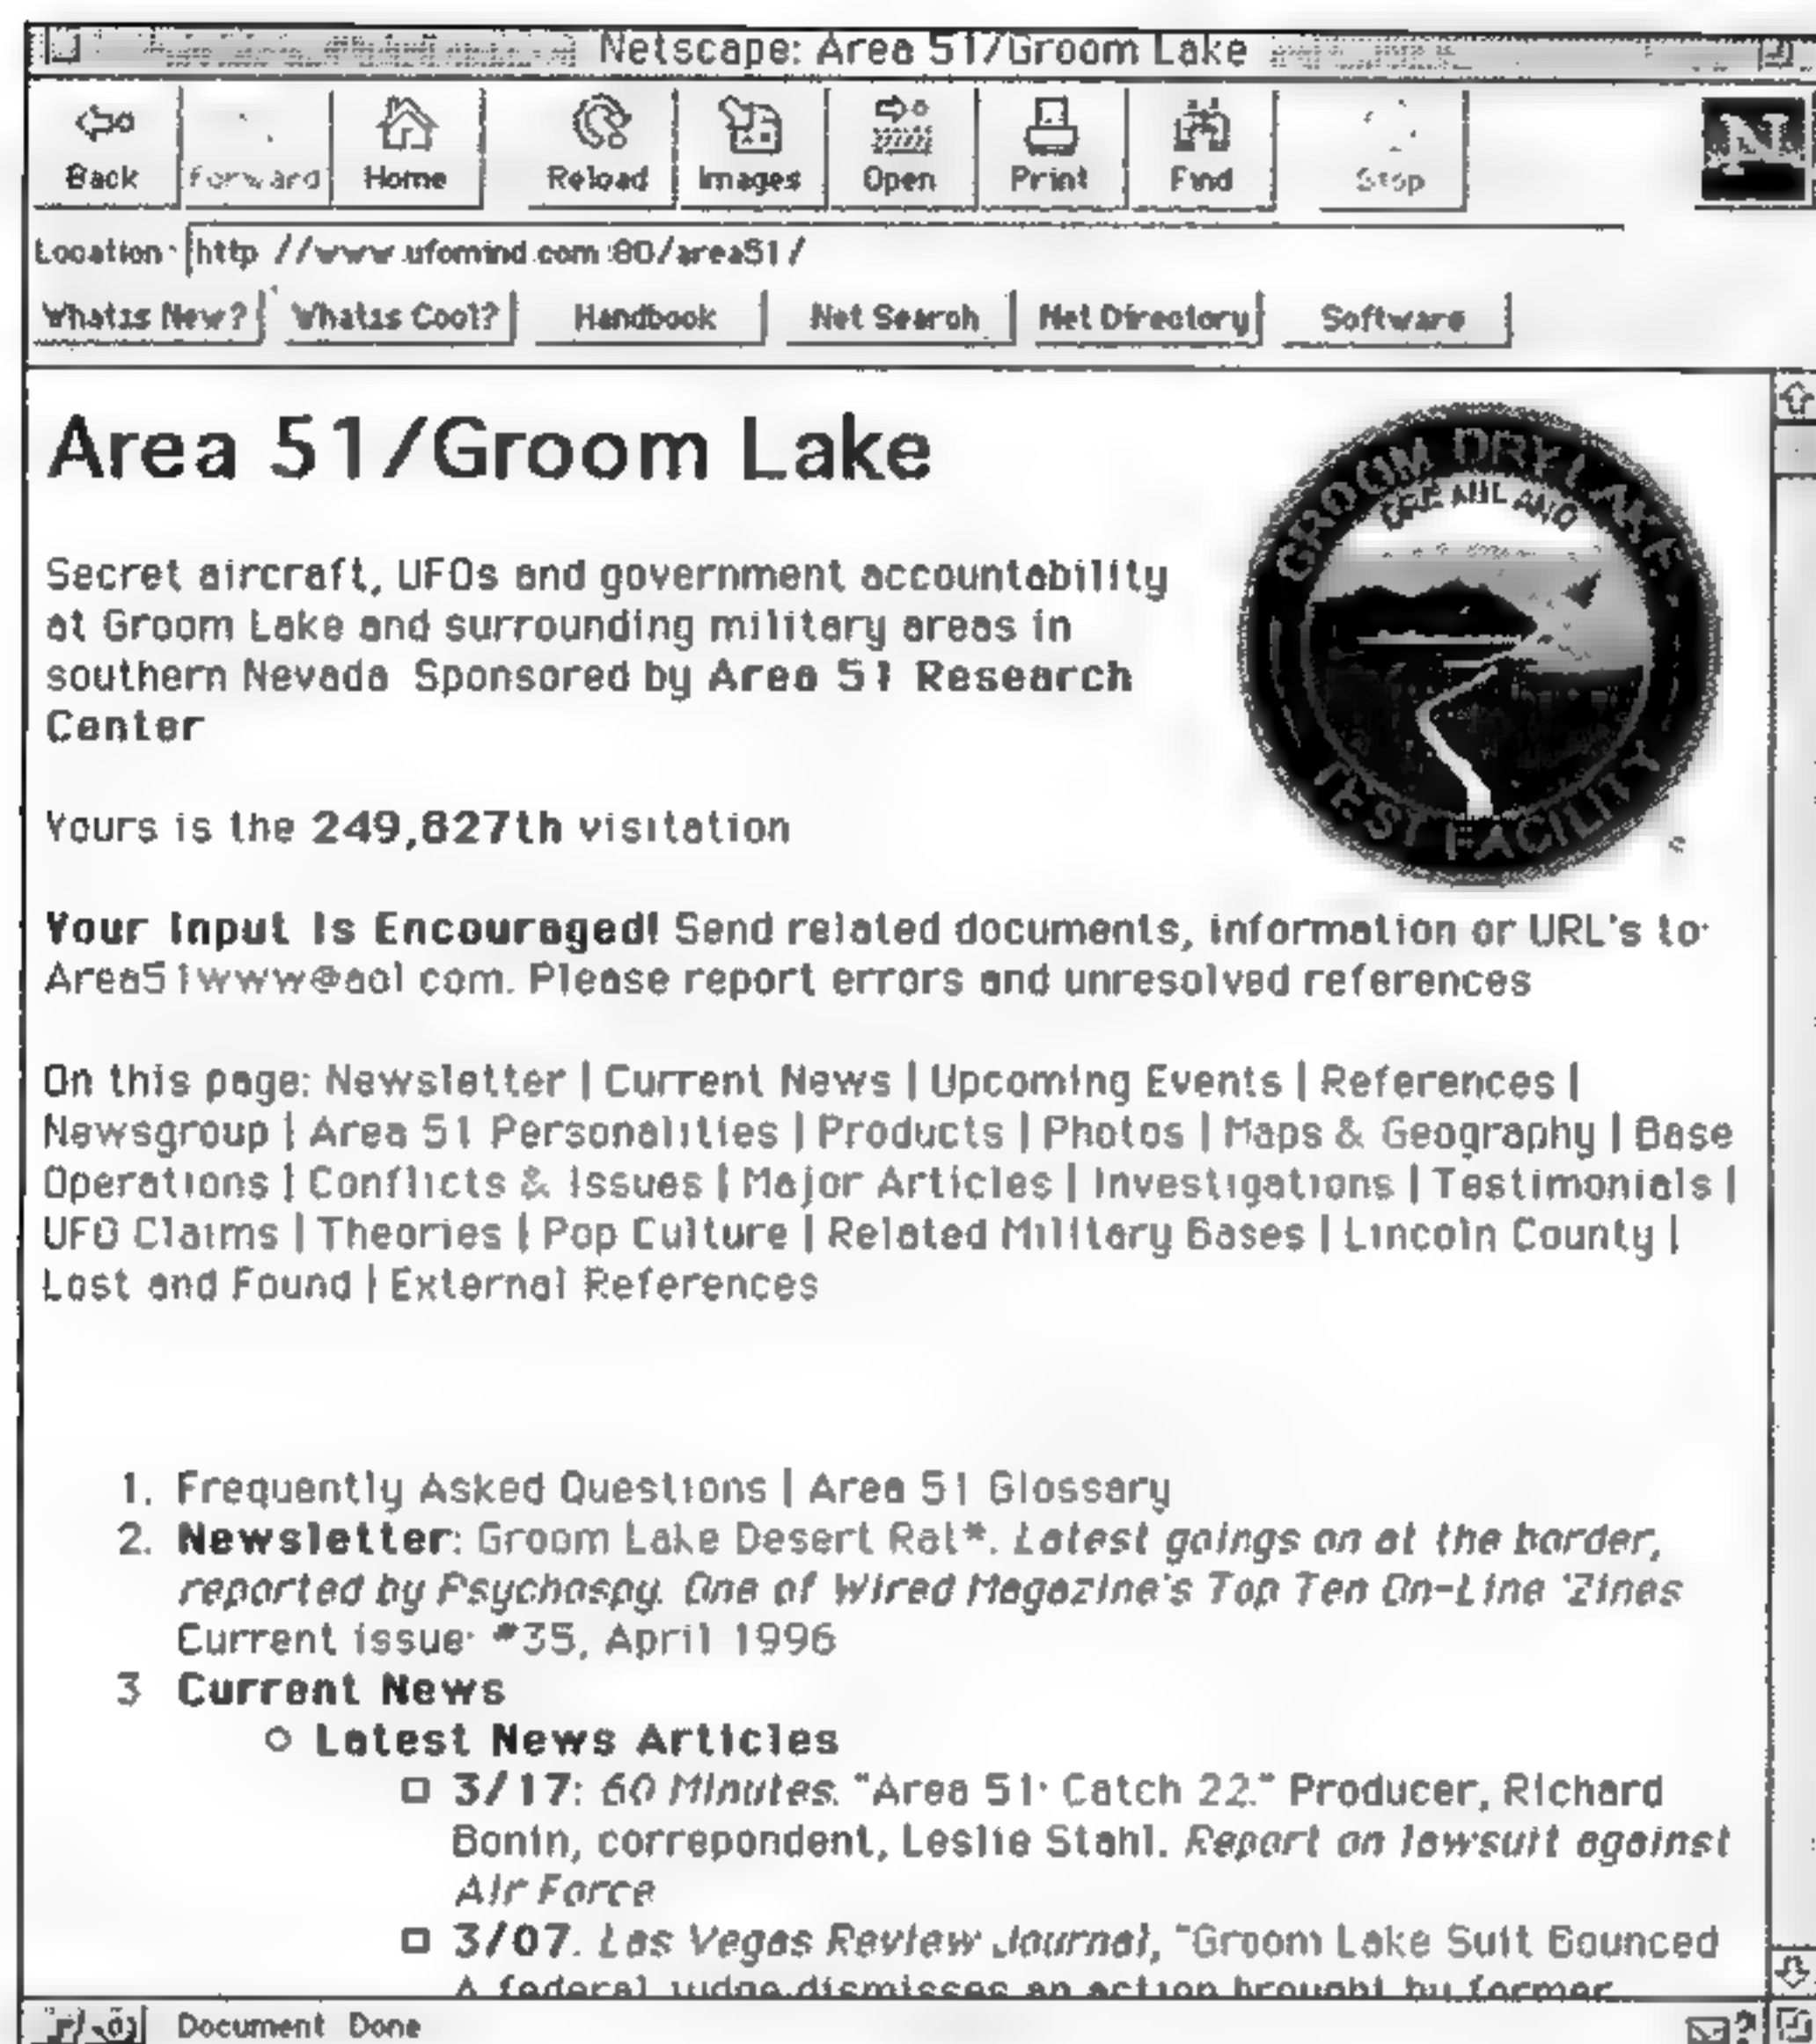 Netscape: Area 51/Groom Lake
Back Forward Home Reload Images Open Print Find Stop
N
Location: http://www.ufomind.com:80/area51/
What's New? What's Cool? Handbook Net Search Net Directory Software
Area 51/Groom Lake
GROOM DRY LAKE
DREAMLAND
TEST FACILITY
Secret aircraft, UFOs and government accountability
at Groom Lake and surrounding military areas in
southern Nevada Sponsored by Area 51 Research
Center
Yours is the 249,827th visitation
Your Input Is Encouraged! Send related documents, information or URL's to:
Area51www@aol.com. Please report errors and unresolved references
On this page: Newsletter | Current News | Upcoming Events | References |
Newsgroup | Area 51 Personalities | Products | Photos | Maps & Geography | Base
Operations | Conflicts & Issues | Major Articles | Investigations | Testimonials |
UFO Claims | Theories | Pop Culture | Related Military Bases | Lincoln County |
Lost and Found | External References
1. Frequently Asked Questions | Area 51 Glossary
2. Newsletter: Groom Lake Desert Rat*. Latest goings on at the border,
reported by Psychospy. One of Wired Magazine's Top Ten On-Line 'Zines
Current issue: #35, April 1996
3 Current News
Latest News Articles
3/17: 60 Minutes. "Area 51: Catch 22." Producer, Richard
Bonin, correpondent, Leslie Stahl. Report on lawsuit against
Air Force
3/07. Las Vegas Review Journal, "Groom Lake Suit Bounced
A federal judge dismisses an action brought by former
Document Done